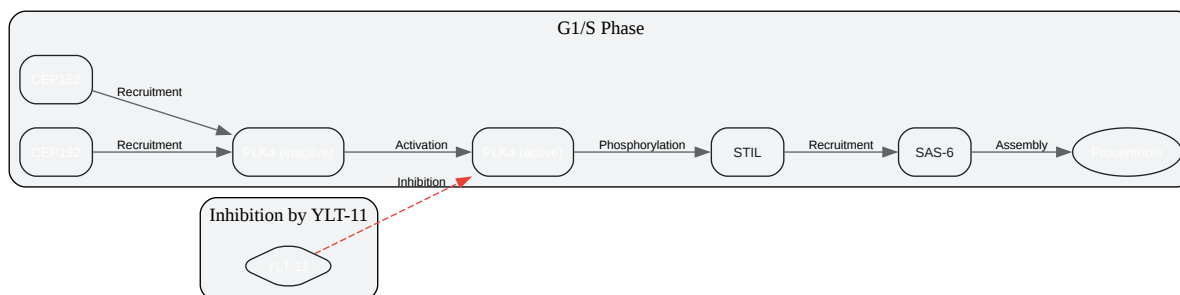 G1/S Phase
CEP152
Recruitment
CEP192
Recruitment
PLK4 (inactive)
Activation
PLK4 (active)
Phosphorylation
STIL
Recruitment
SAS-6
Assembly
Procentriole
Inhibition
Inhibition by YLT-11
YLT-11